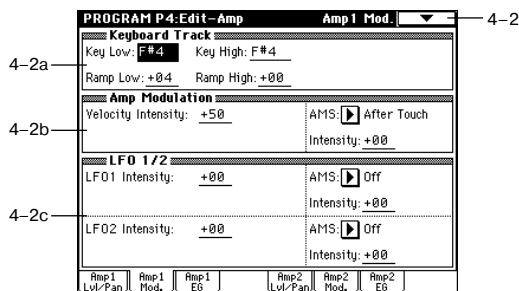 PROGRAM P4:Edit-Amp Amp1 Mod. 4-2
Keyboard Track
Key Low: F#4 Key High: F#4
4-2a
Ramp Low: +04 Ramp High: +00
Amp Modulation
Velocity Intensity: +50 AMS: After Touch
4-2b
Intensity: +00
LFO 1/2
LFO1 Intensity: +00 AMS: Off
Intensity: +00
4-2c
LFO2 Intensity: +00 AMS: Off
Intensity: +00
Amp1 Lvl/Pan Amp1 Mod. Amp1 EG Amp2 Lvl/Pan Amp2 Mod. Amp2 EG